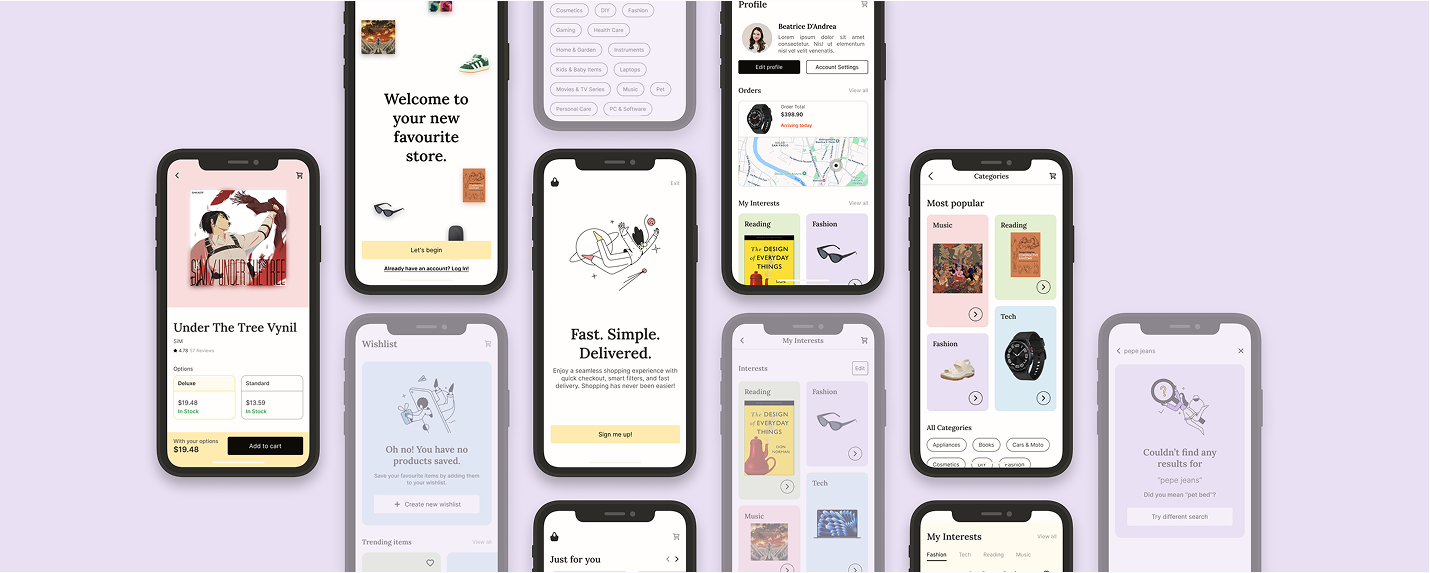 Under The Tree Vynil
SiM
4.78 57 Reviews
Options
Deluxe
$19.48
In Stock
Standard
$13.59
In Stock
With your options
$19.48
Add to cart
Welcome to
your new
favourite
store.
Let's begin
Already have an account? Log In!
Wishlist
Oh no! You have no
products saved.
Save your favourite items by adding them
to your wishlist.
+ Create new wishlist
Trending items
View all
Cosmetics
DIY
Fashion
Gaming
Health Care
Home & Garden
Instruments
Kids & Baby items
Laptops
Movies & TV Series
Music
Pet
Personal Care
PC & Software
Exit
Fast. Simple.
Delivered.
Enjoy a seamless shopping experience with
quick checkout, smart filters, and fast
delivery. Shopping has never been easier!
Sign me up!
Just for you
Profile
Beatrice D'Andrea
Lorem ipsum dolor sit amet
consectetur. Nisl ut elementum
nisl vel velit venenatis.
Edit profile
Account Settings
Orders
View all
Order Total
$398.90
Arriving today
My Interests
View all
Reading
The DESIGN
of EVERYDAY
THINGS
Fashion
My Interests
Interests
Edit
Reading
The DESIGN
of EVERYDAY
THINGS
DON
NORMAN
Fashion
Music
Tech
Categories
Most popular
Music
Reading
Fashion
Tech
All Categories
Appliances
Books
Cars & Moto
Cosmetics
DIY
Fashion
My Interests
View all
Fashion
Tech
Reading
Music
pepe jeans
Couldn't find any
results for
"pepe jeans"
Did you mean "pet bed"?
Try different search